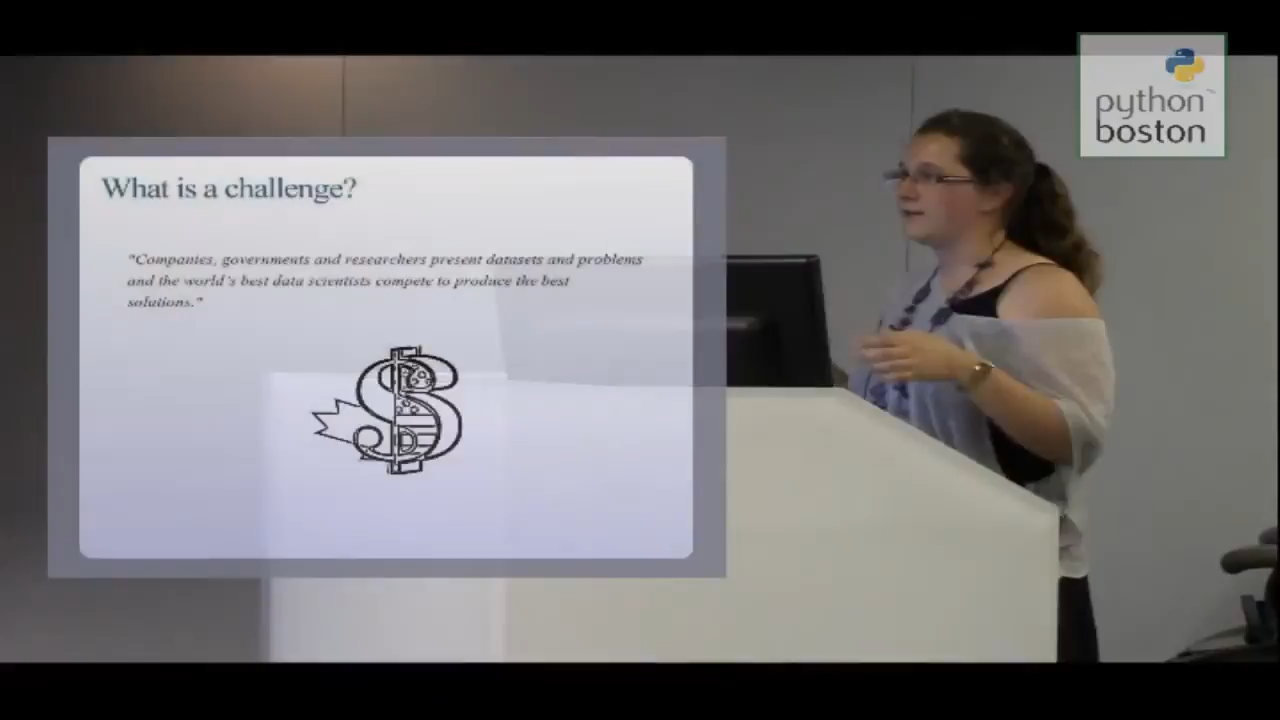 What is a challenge?
"Companies, governments and researchers present datasets and problems
and the world's best data scientists compete to produce the best
solutions."
python™
boston